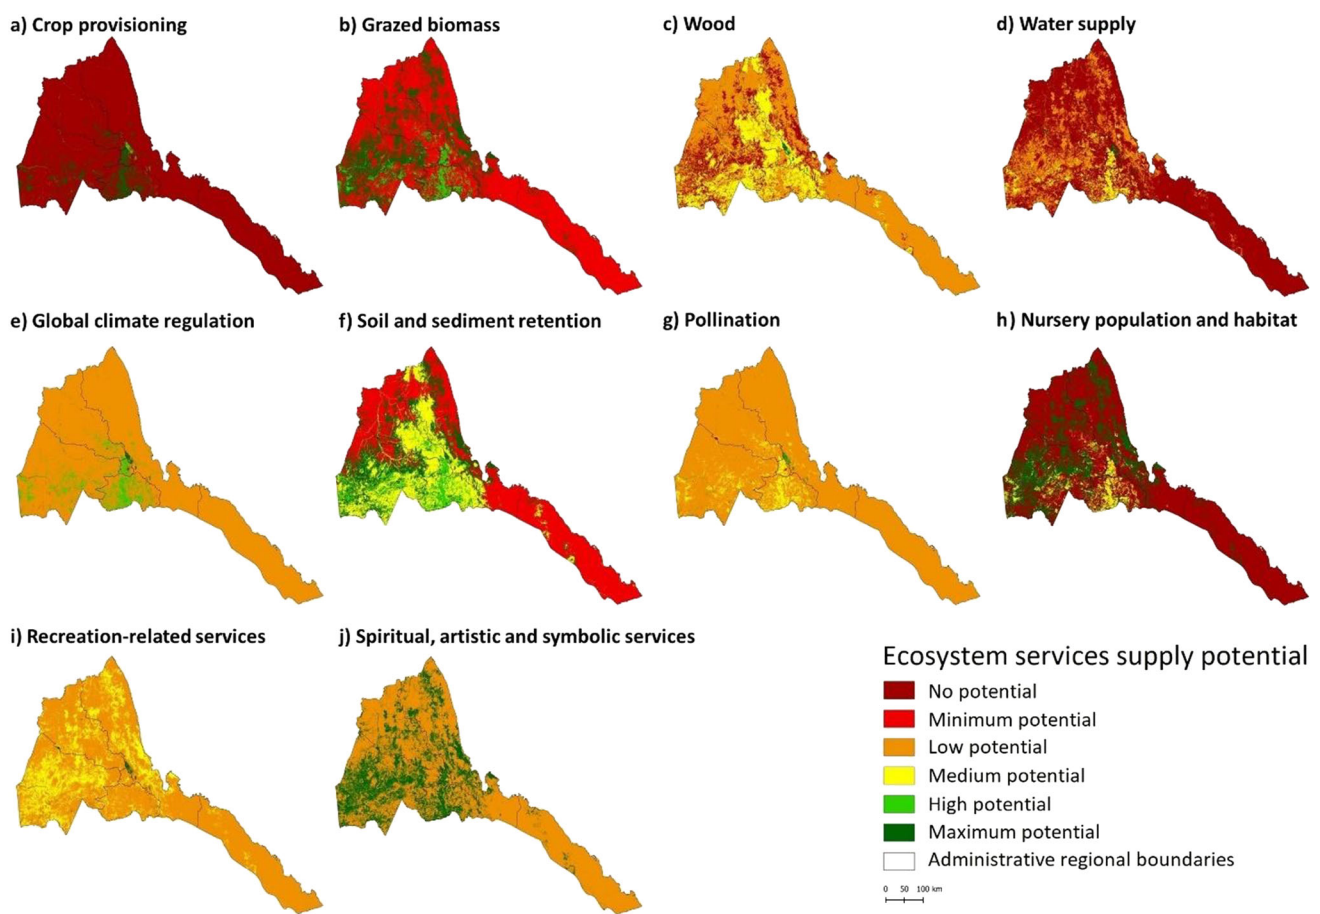 a) Crop provisioning
b) Grazed biomass
c) Wood
d) Water supply
e) Global climate regulation
f) Soil and sediment retention
g) Pollination
h) Nursery population and habitat
i) Recreation-related services
j) Spiritual, artistic and symbolic services
Ecosystem services supply potential
No potential
Minimum potential
Low potential
Medium potential
High potential
Maximum potential
Administrative regional boundaries
0 50 100 km